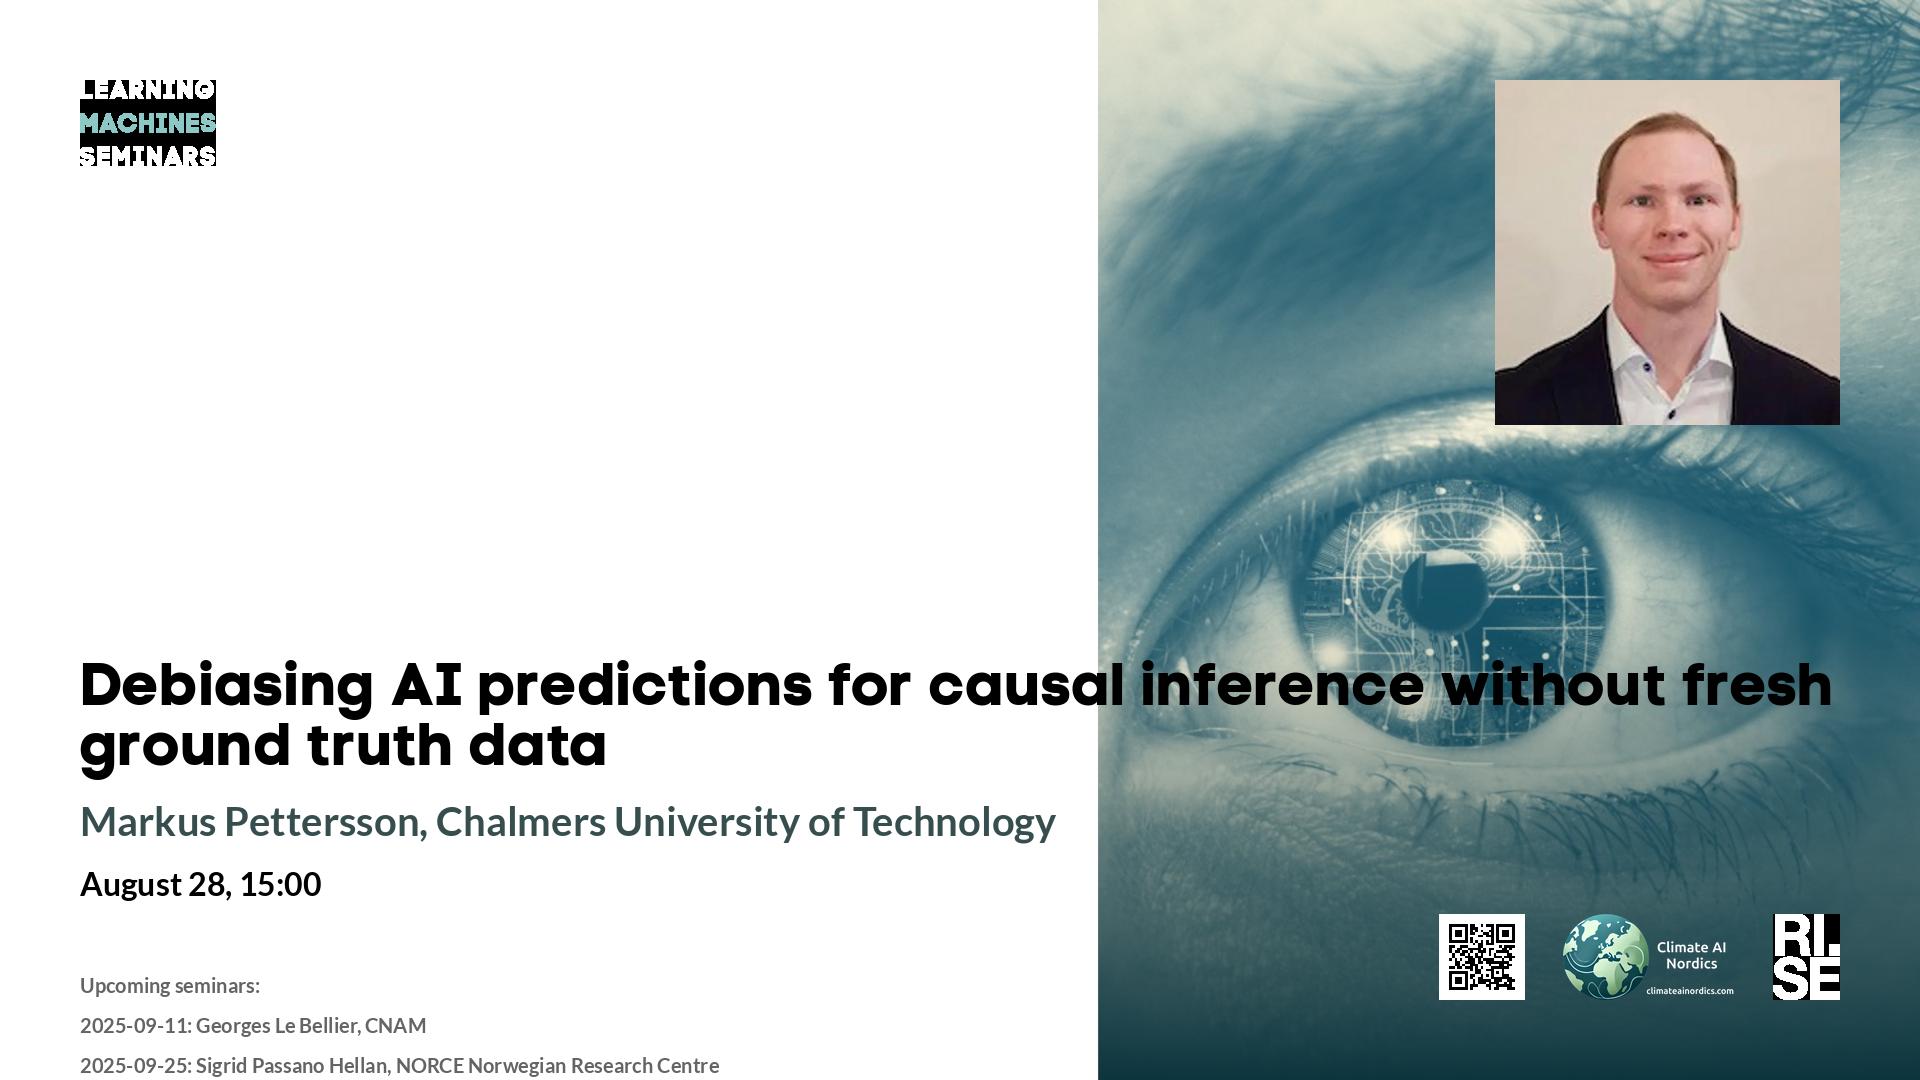 LEARNING
MACHINES
SEMINARS
Debiasing AI predictions for causal inference without fresh
ground truth data
Markus Pettersson, Chalmers University of Technology
August 28, 15:00
Upcoming seminars:
2025-09-11: Georges Le Bellier, CNAM
2025-09-25: Sigrid Passano Hellan, NORCE Norwegian Research Centre
Climate AI
Nordics
climateainordics.com
RI.
SE